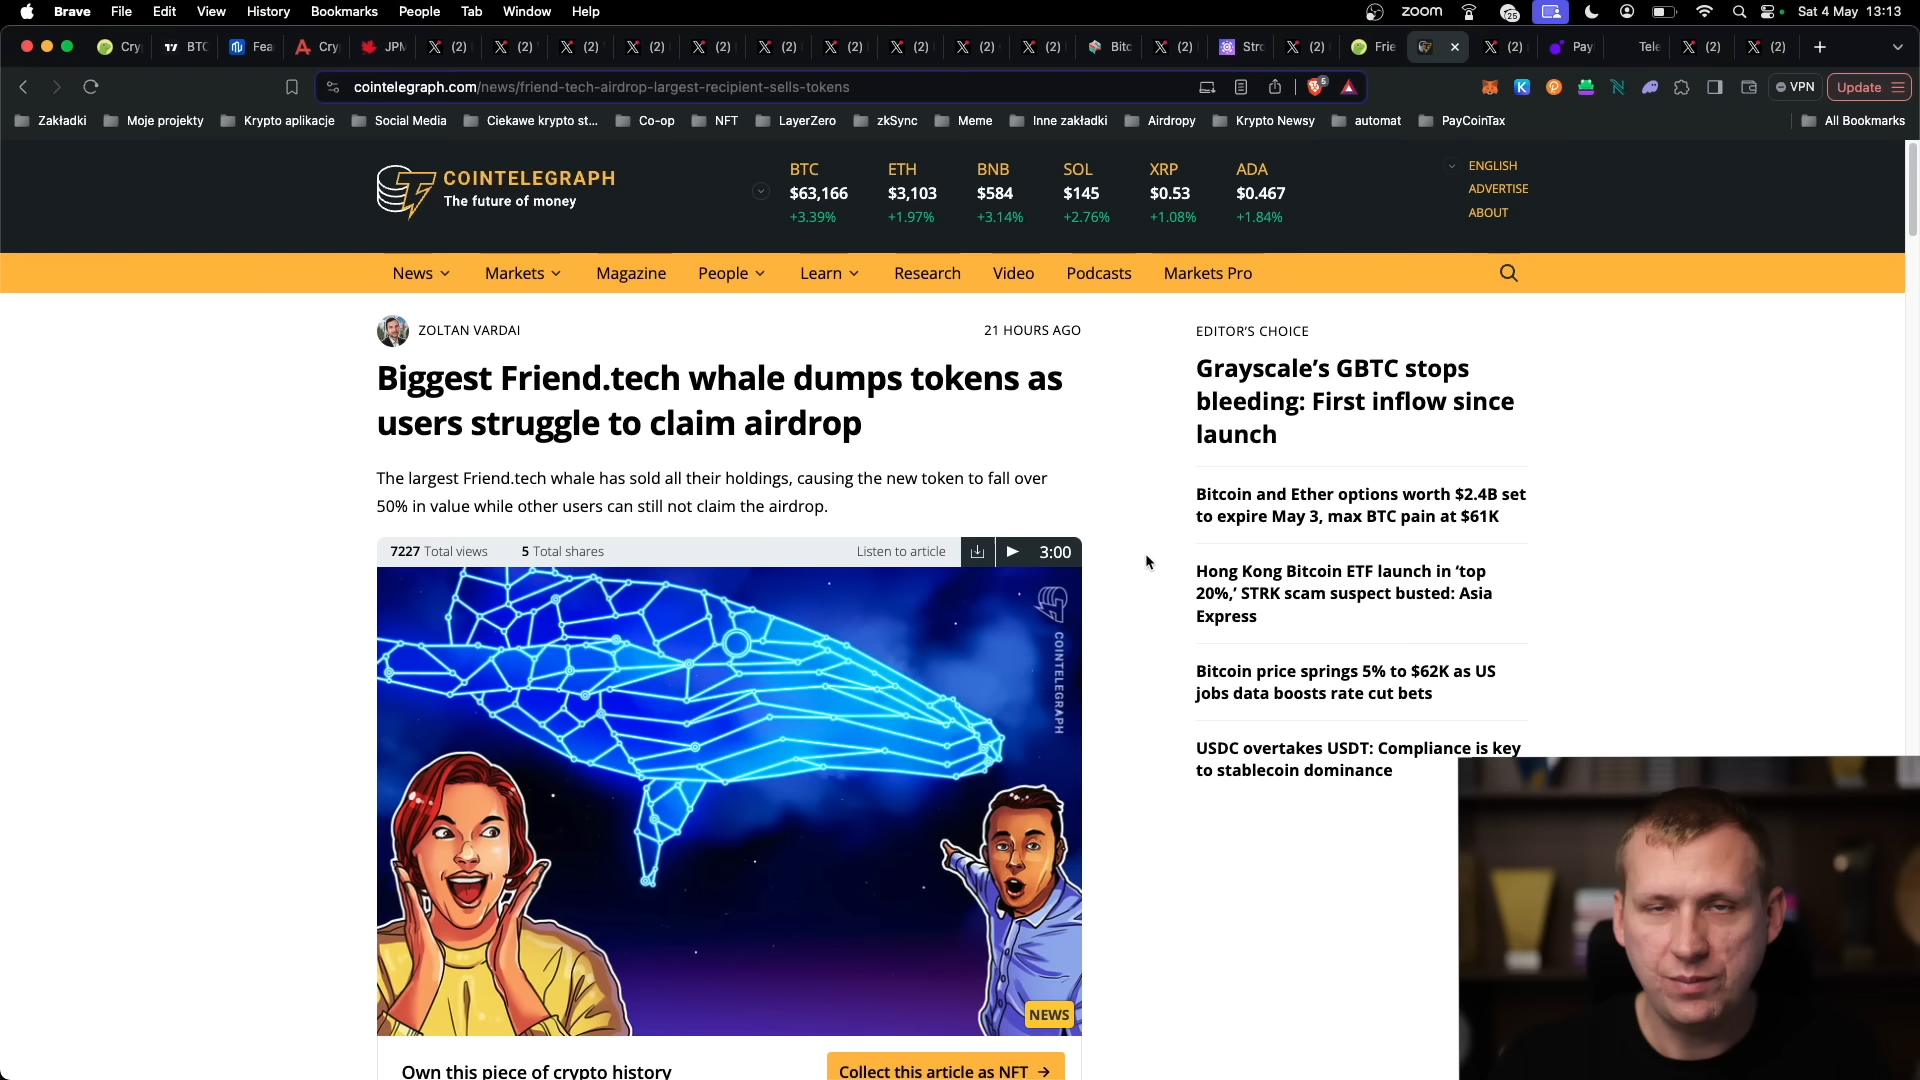 Brave File Edit View History Bookmarks People Tab Window Help
zoom
25
Sat 4 May 13:13
Cry
BTC
Fea
Cry
JPM
(2)
(2)
(2)
(2)
(2)
(2)
(2)
(2)
(2)
(2)
Bitc
(2)
Strc
(2)
Frie
(2)
Pay
Tele
(2)
(2)
cointelegraph.com/news/friend-tech-airdrop-largest-recipient-sells-tokens
5
VPN
Update
Zakładki
Moje projekty
Krypto aplikacje
Social Media
Ciekawe krypto st...
Co-op
NFT
LayerZero
zkSync
Meme
Inne zakładki
Airdropy
Krypto Newsy
automat
PayCoinTax
All Bookmarks
COINTELEGRAPH
The future of money
BTC ETH BNB SOL XRP ADA
$63,166 $3,103 $584 $145 $0.53 $0.467
+3.39% +1.97% +3.14% +2.76% +1.08% +1.84%
ENGLISH
ADVERTISE
ABOUT
News Markets Magazine People Learn Research Video Podcasts Markets Pro
ZOLTAN VARDAI
21 HOURS AGO
Biggest Friend.tech whale dumps tokens as
users struggle to claim airdrop
The largest Friend.tech whale has sold all their holdings, causing the new token to fall over
50% in value while other users can still not claim the airdrop.
7227 Total views 5 Total shares
Listen to article
3:00
COINTELEGRAPH
NEWS
Own this piece of crypto history
Collect this article as NFT →
EDITOR'S CHOICE
Grayscale’s GBTC stops
bleeding: First inflow since
launch
Bitcoin and Ether options worth $2.4B set
to expire May 3, max BTC pain at $61K
Hong Kong Bitcoin ETF launch in ‘top
20%,’ STRK scam suspect busted: Asia
Express
Bitcoin price springs 5% to $62K as US
jobs data boosts rate cut bets
USDC overtakes USDT: Compliance is key
to stablecoin dominance